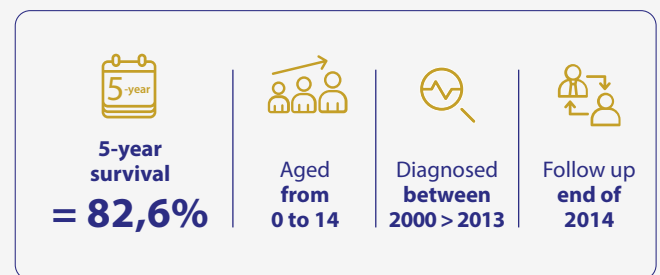 5-year
5-year
survival
= 82,6%
Aged
from
0 to 14
Diagnosed
between
2000 > 2013
Follow up
end of
2014